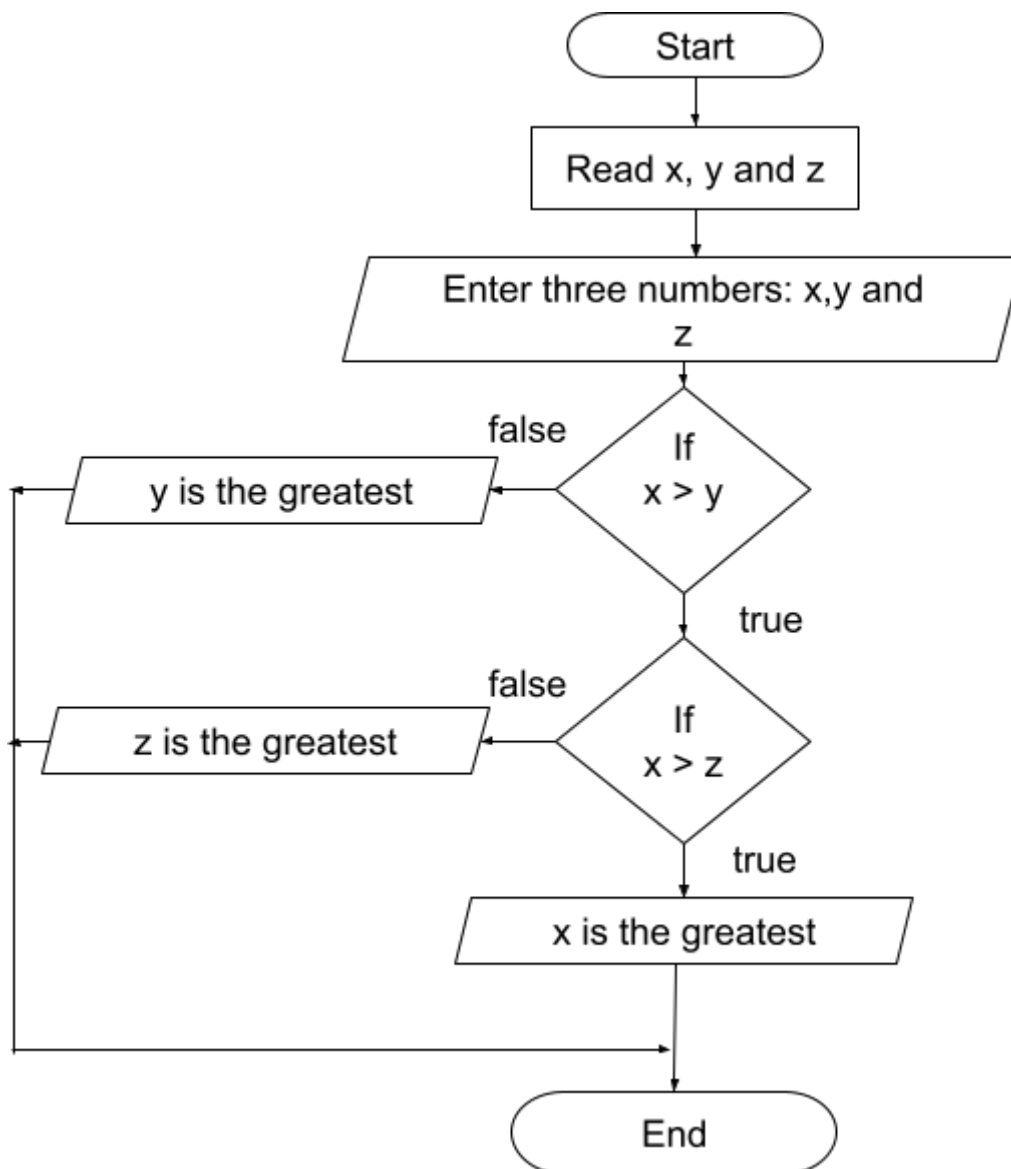 Start
Read x, y and z
Enter three numbers: x,y and
z
false
If
x > y
y is the greatest
true
false
If
x > z
z is the greatest
true
x is the greatest
End